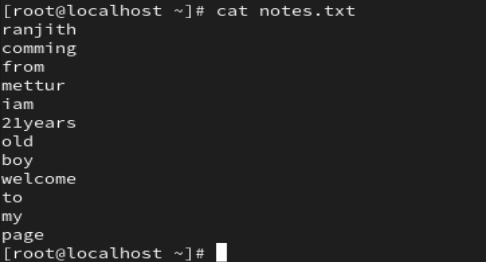 [root@localhost ~]# cat notes.txt
ranjith
comming
from
mettur
iam
21years
old
boy
welcome
to
my
page
[root@localhost ~]#